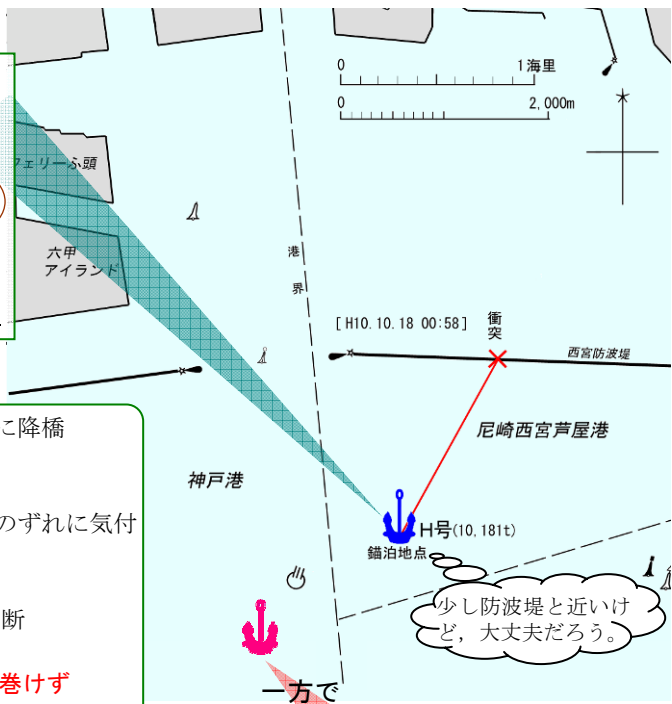 0 1海里
0 2,000m
フェリーふ頭
六甲
アイランド
港
界
[H10.10.18 00:58]
衝
突
西宮防波堤
尼崎西宮芦屋港
に降橋
神戸港
のずれに気付
H号(10,181t)
錨泊地点
少し防波堤と近いけ
ど，大丈夫だろう。
断
巻けず
一方で